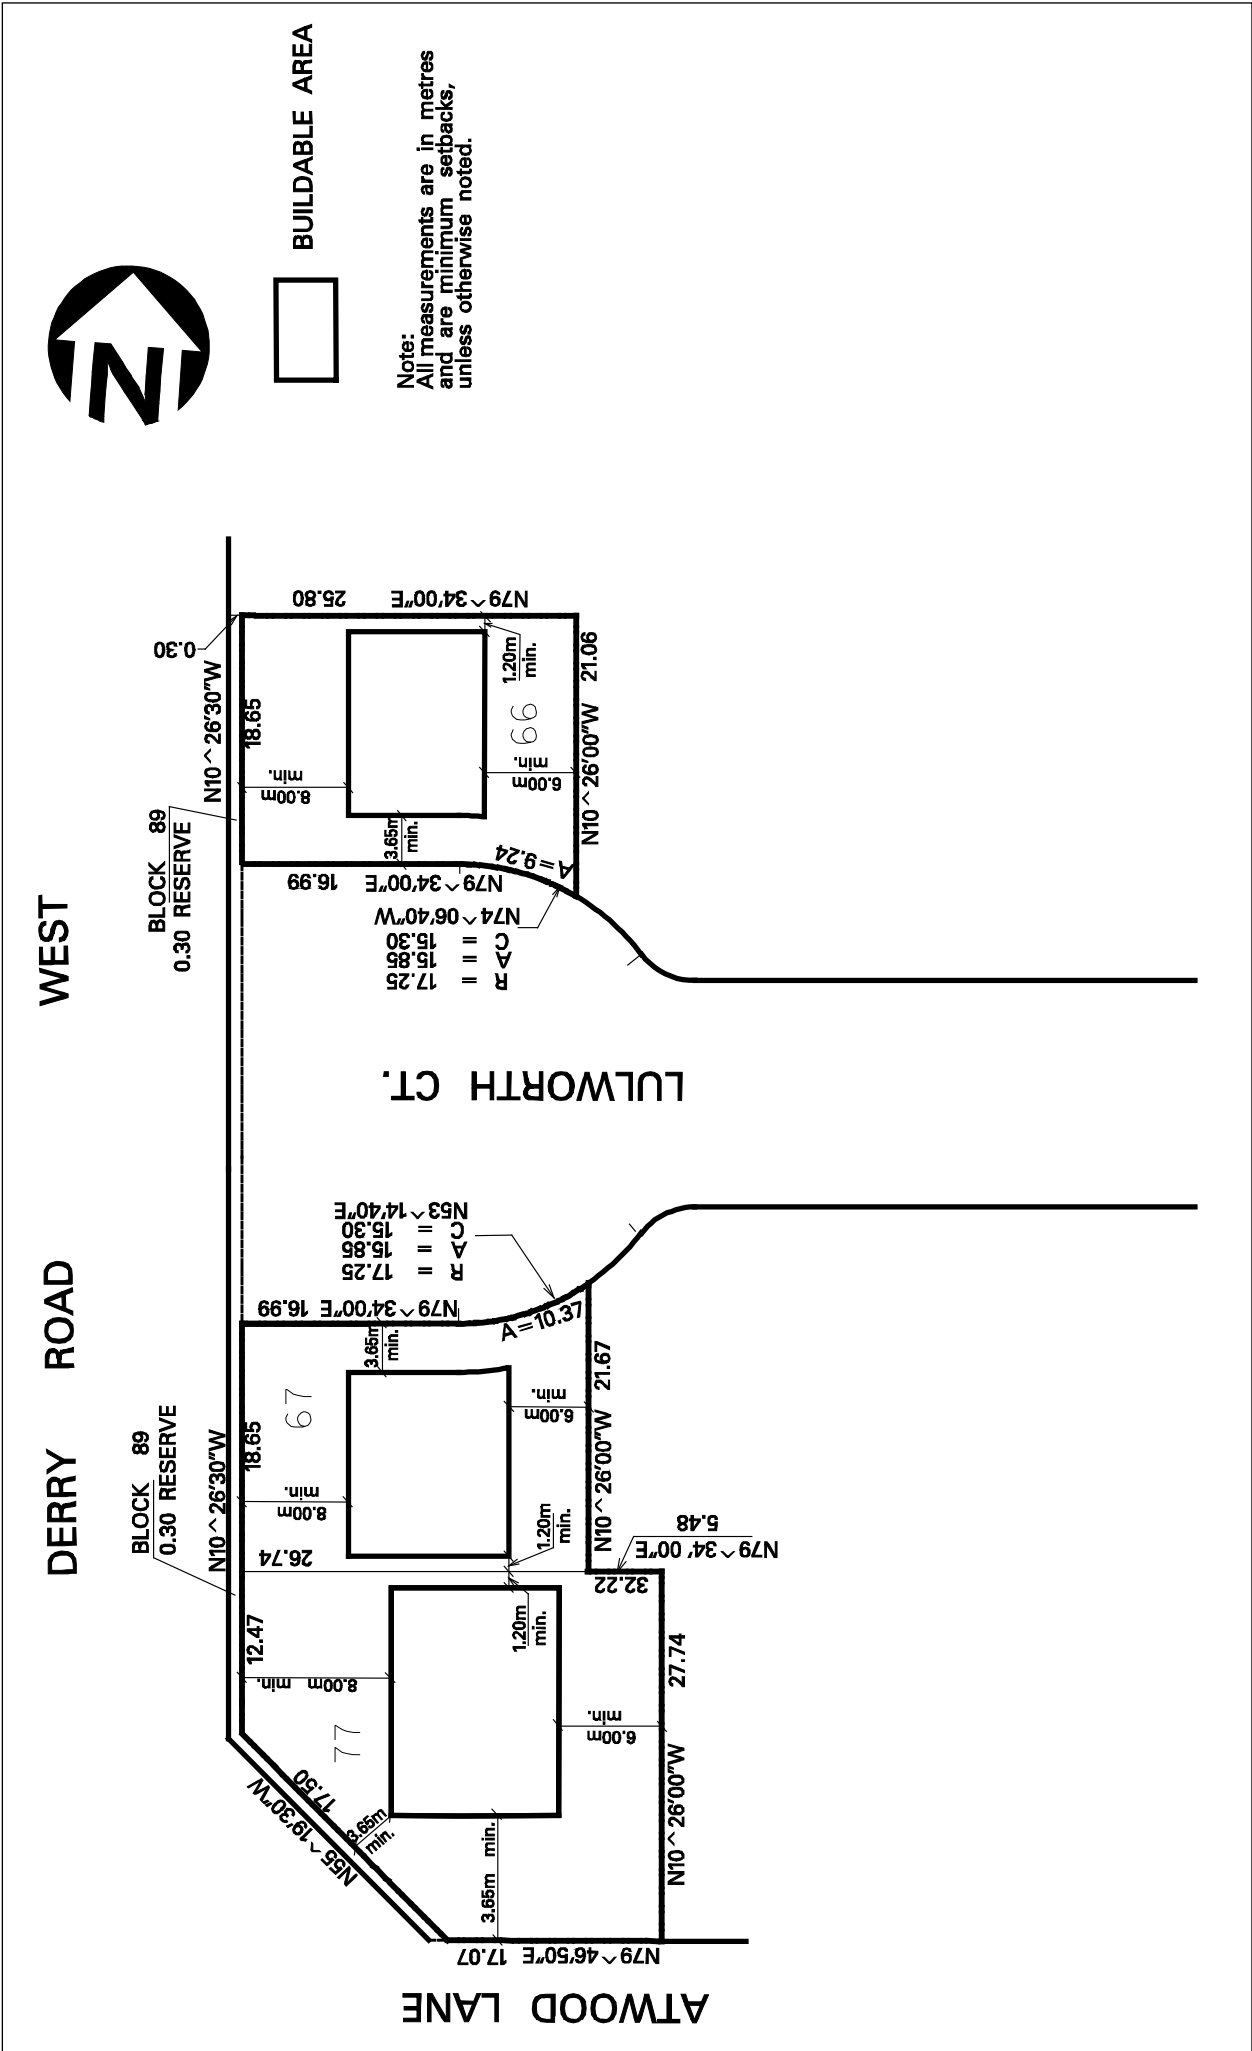 DERRY ROAD WEST
BLOCK 89
0.30 RESERVE
BLOCK 89
0.30 RESERVE
N55^19'30"W
17.50
N10^26'30"W
12.47
18.65
N10^26'30"W
18.65
0.30
N
BUILDABLE AREA
Note:
All measurements are in metres
and are minimum setbacks,
unless otherwise noted.
77
8.00m min.
3.65m
min.
3.65m min.
1.20m
min.
6.00m
min.
N10^26'00"W 27.74
N79^46'50"E 17.07
26.74
32.22
N79^34'00"E
5.48
67
8.00m
min.
3.65m
min.
1.20m
min.
6.00m
min.
N10^26'00"W 21.67
N79^34'00"E 16.99
A=10.37
R = 17.25
A = 15.85
C = 15.30
N53^14'40"E
66
8.00m
min.
3.65m
min.
1.20m
min.
6.00m
min.
N10^26'00"W 21.06
N79^34'00"E 16.99
A=9.24
R = 17.25
A = 15.85
C = 15.30
N74^06'40"W
N79^34'00"E 25.80
LULWORTH CT.
ATWOOD LANE